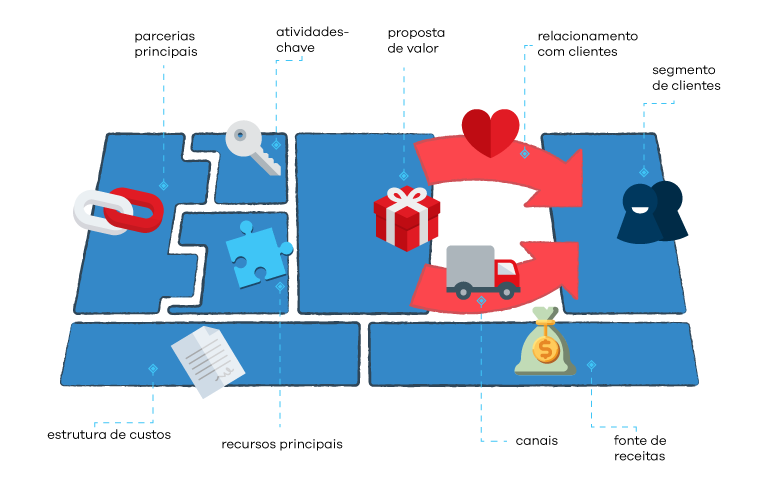 parcerias
principais
atividades-
chave
proposta
de valor
relacionamento
com clientes
segmento
de clientes
estrutura de custos
recursos principais
canais
fonte de
receitas